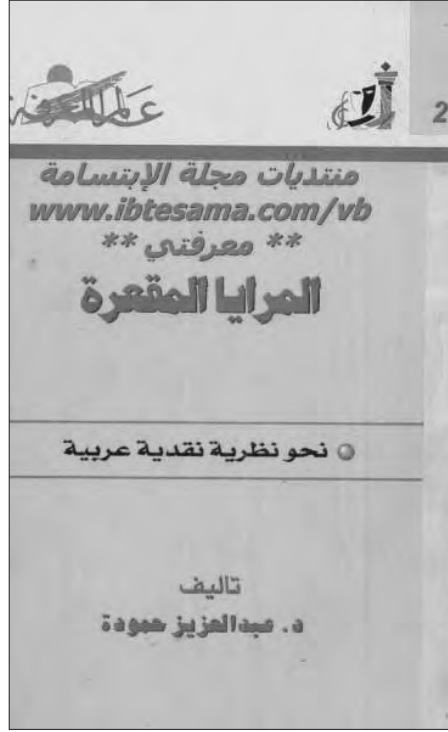 عالم المعرفة
2
منتديات مجلة الإبتسامة
www.ibtesama.com/vb
** معرفتي **
المرايا المقعرة
نحو نظرية نقدية عربية
تاليف
د. عبدالعزيز حمودة